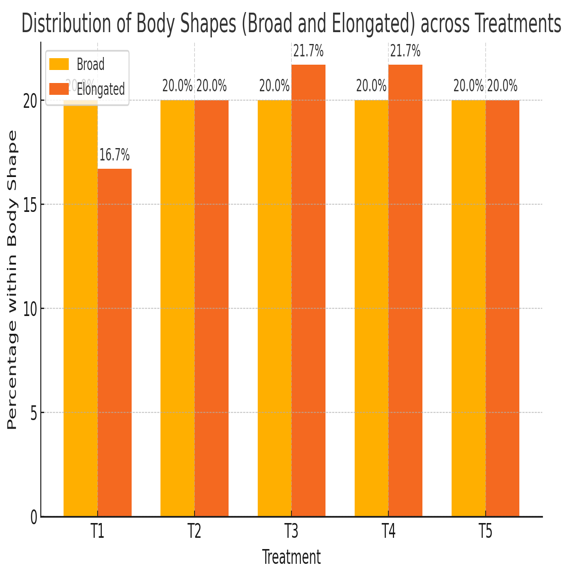 Distribution of Body Shapes (Broad and Elongated) across Treatments
Broad
Elongated
20.0%
16.7%
20.0% 20.0%
20.0%
21.7%
20.0%
21.7%
20.0% 20.0%
Percentage within Body Shape
20
15
10
5
0
T1 T2 T3 T4 T5
Treatment